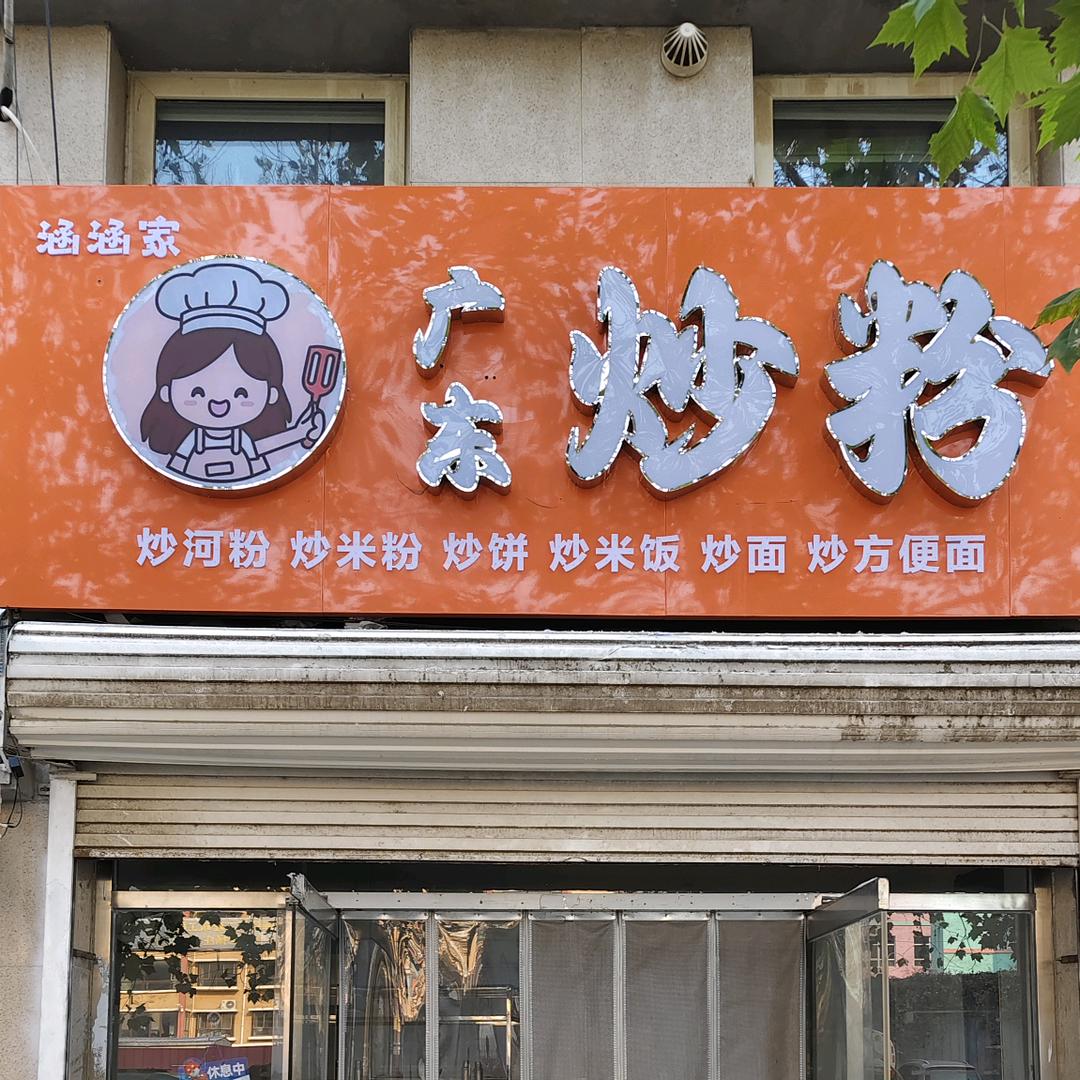 涵涵家
广东
炒粉
炒河粉 炒米粉 炒饼 炒米饭 炒面 炒方便面
休息中